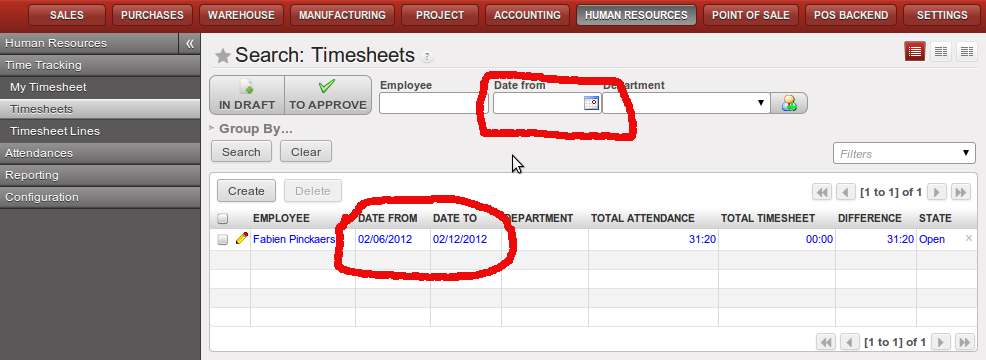 SALES PURCHASES WAREHOUSE MANUFACTURING PROJECT ACCOUNTING HUMAN RESOURCES POINT OF SALE POS BACKEND SETTINGS
Human Resources «
Time Tracking
My Timesheet
Timesheets
Timesheet Lines
Attendances
Reporting
Configuration
Search: Timesheets ?
IN DRAFT TO APPROVE
Employee Date from Department
Group By...
Search Clear
Filters
Create Delete
[1 to 1] of 1
EMPLOYEE DATE FROM DATE TO DEPARTMENT TOTAL ATTENDANCE TOTAL TIMESHEET DIFFERENCE STATE
Fabien Pinckaers 02/06/2012 02/12/2012 31:20 00:00 31:20 Open
[1 to 1] of 1